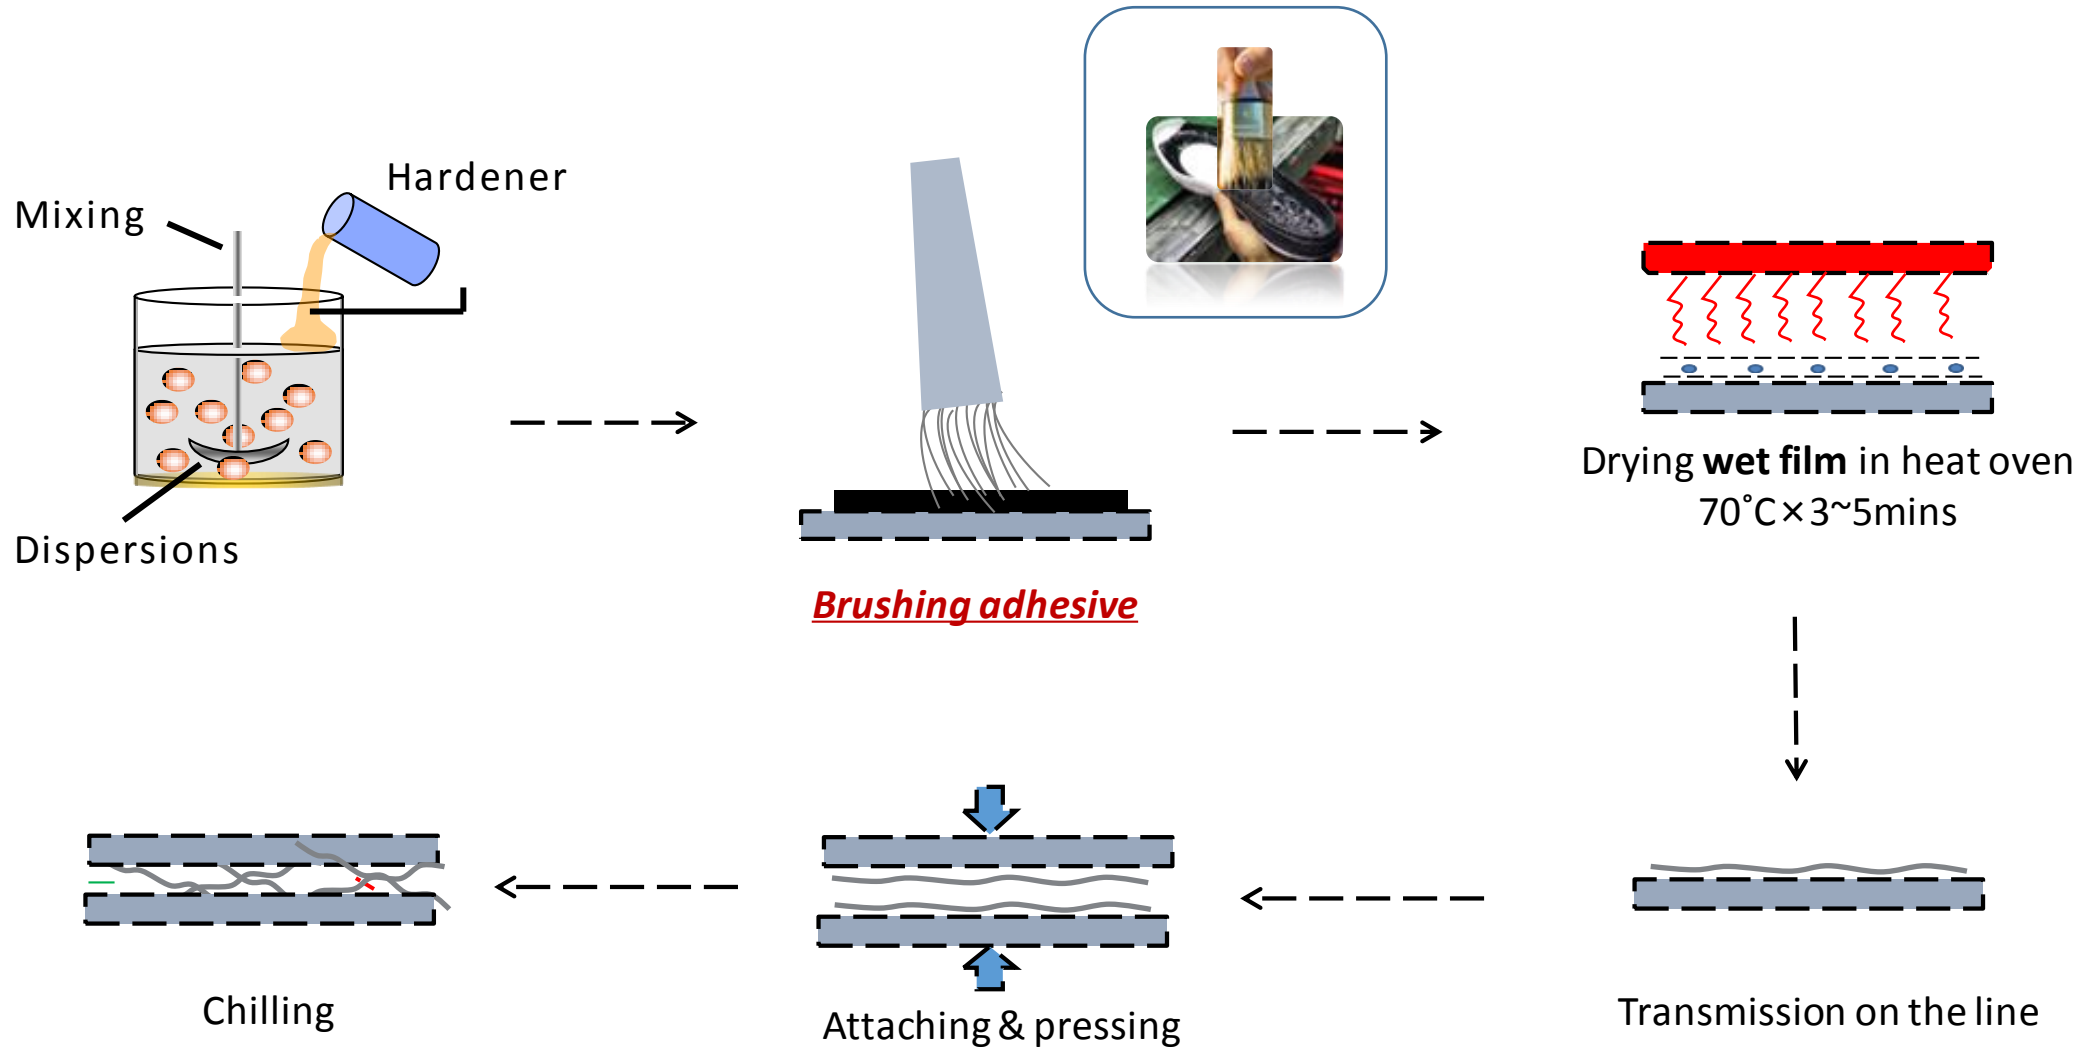 Hardener
Mixing
Dispersions
Brushing adhesive
Drying wet film in heat oven
70˚C×3~5mins
Chilling
Attaching & pressing
Transmission on the line